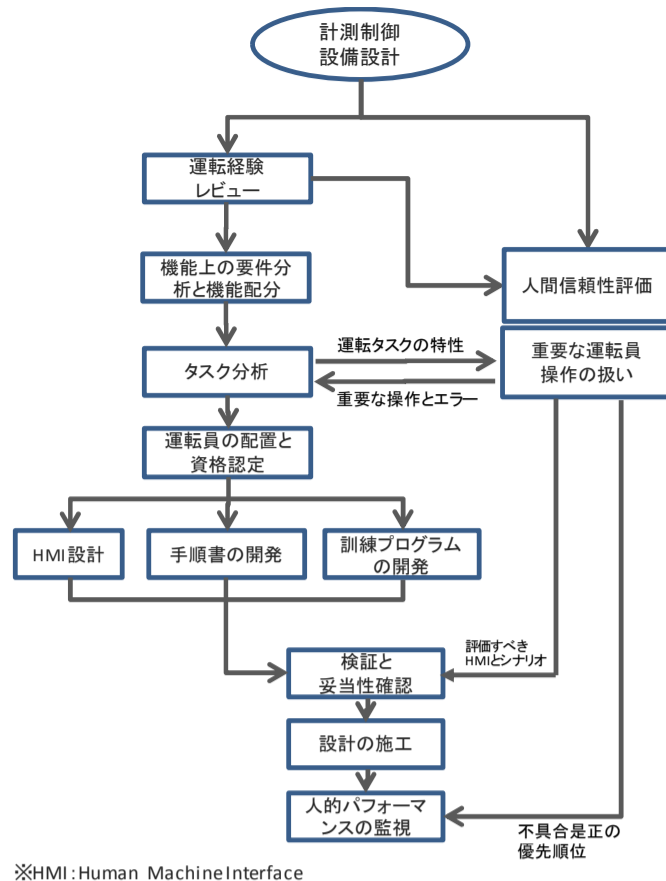 計測制御
設備設計
運転経験
レビュー
機能上の要件分
析と機能配分
人間信頼性評価
運転タスクの特性
重要な運転員
操作の扱い
タスク分析
重要な操作とエラー
運転員の配置と
資格認定
HMI設計
手順書の開発
訓練プログラム
の開発
評価すべき
HMIとシナリオ
検証と
妥当性確認
設計の施工
人的パフォーマ
ンスの監視
不具合是正の
優先順位
※HMI:Human MachineInterface